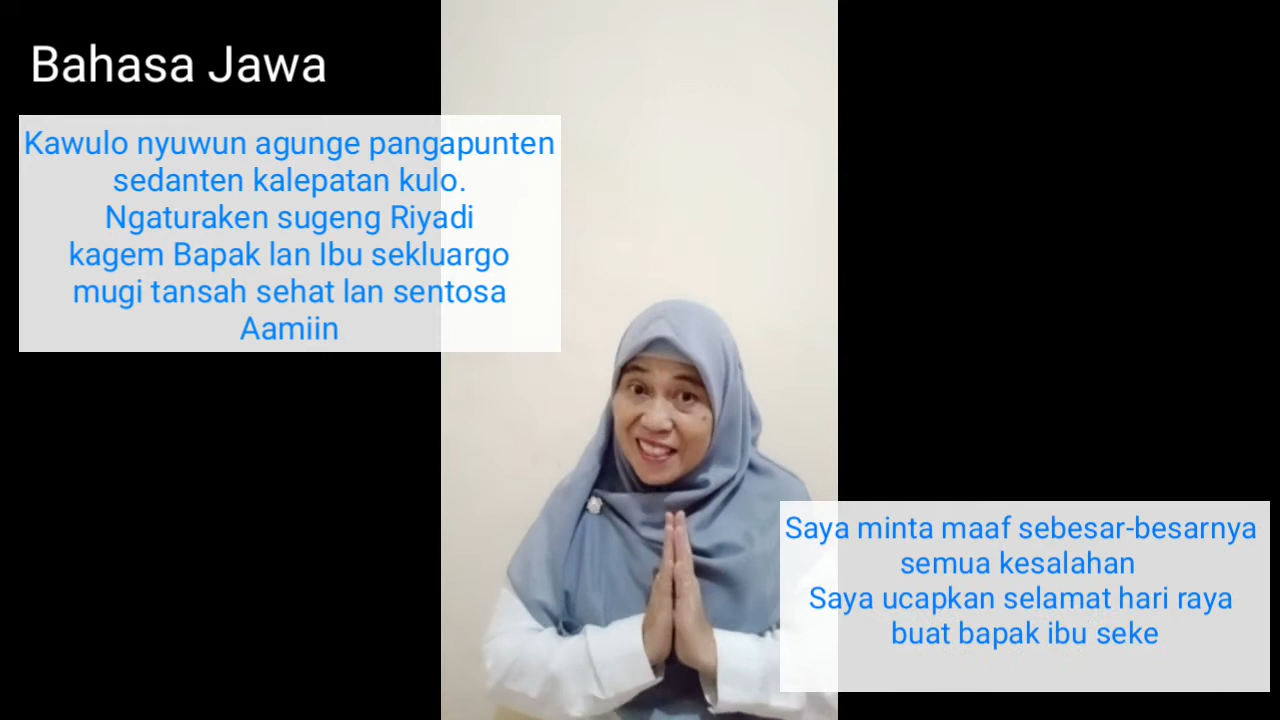 Bahasa Jawa
Kawulo nyuwun agunge pangapunten
sedanten kalepatan kulo.
Ngaturaken sugeng Riyadi
kagem Bapak lan Ibu sekluargo
mugi tansah sehat lan sentosa
Aamiin
Saya minta maaf sebesar-besarnya
semua kesalahan
Saya ucapkan selamat hari raya
buat bapak ibu seke